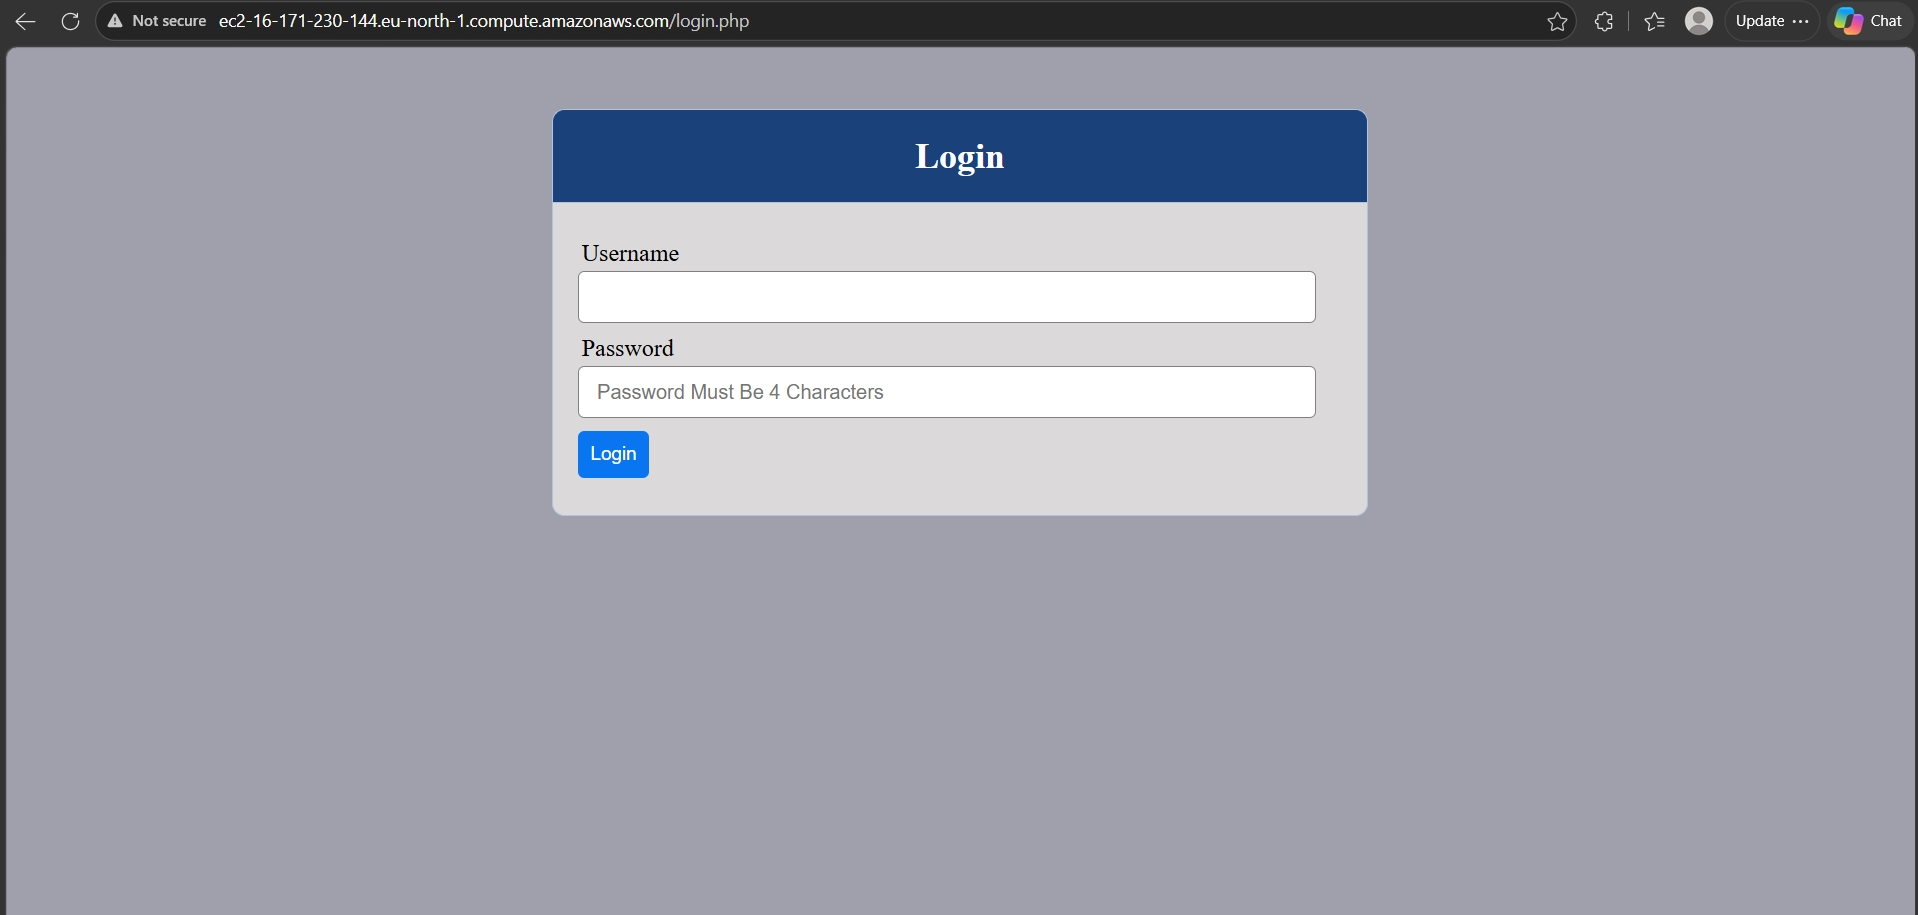 Not secure ec2-16-171-230-144.eu-north-1.compute.amazonaws.com/login.php Update Chat
Login
Username
Password
Password Must Be 4 Characters
Login